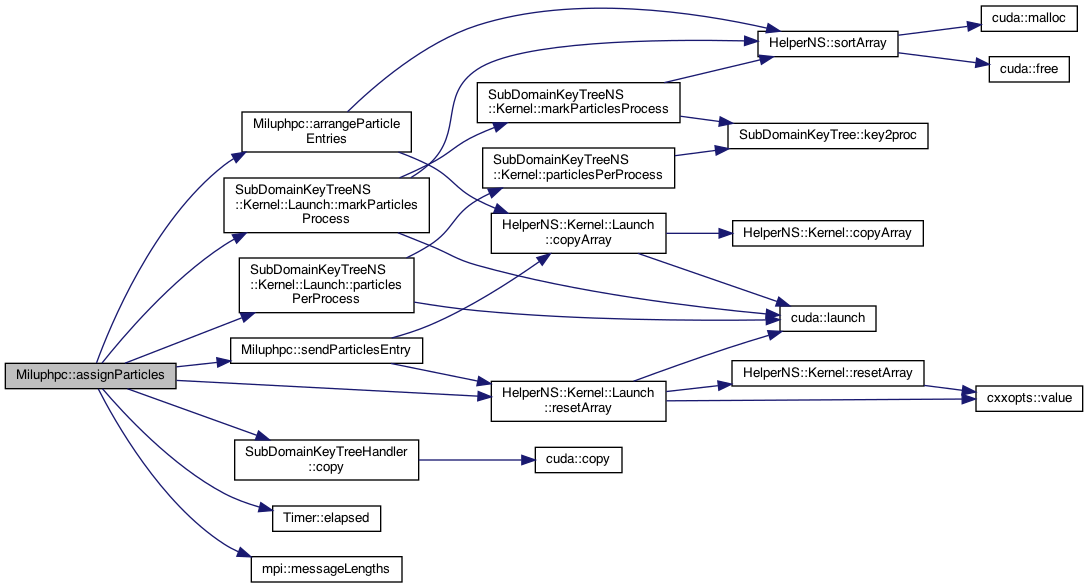 Miluphpc::assignParticles
Miluphpc::arrangeParticle
Entries
SubDomainKeyTreeNS
::Kernel::Launch::markParticles
Process
SubDomainKeyTreeNS
::Kernel::Launch::particles
PerProcess
Miluphpc::sendParticlesEntry
SubDomainKeyTreeHandler
::copy
Timer::elapsed
mpi::messageLengths
SubDomainKeyTreeNS
::Kernel::markParticlesProcess
SubDomainKeyTreeNS
::Kernel::particlesPerProcess
HelperNS::Kernel::Launch
::copyArray
HelperNS::Kernel::Launch
::resetArray
cuda::copy
HelperNS::sortArray
SubDomainKeyTree::key2proc
HelperNS::Kernel::copyArray
cuda::launch
HelperNS::Kernel::resetArray
cuda::malloc
cuda::free
cxxopts::value